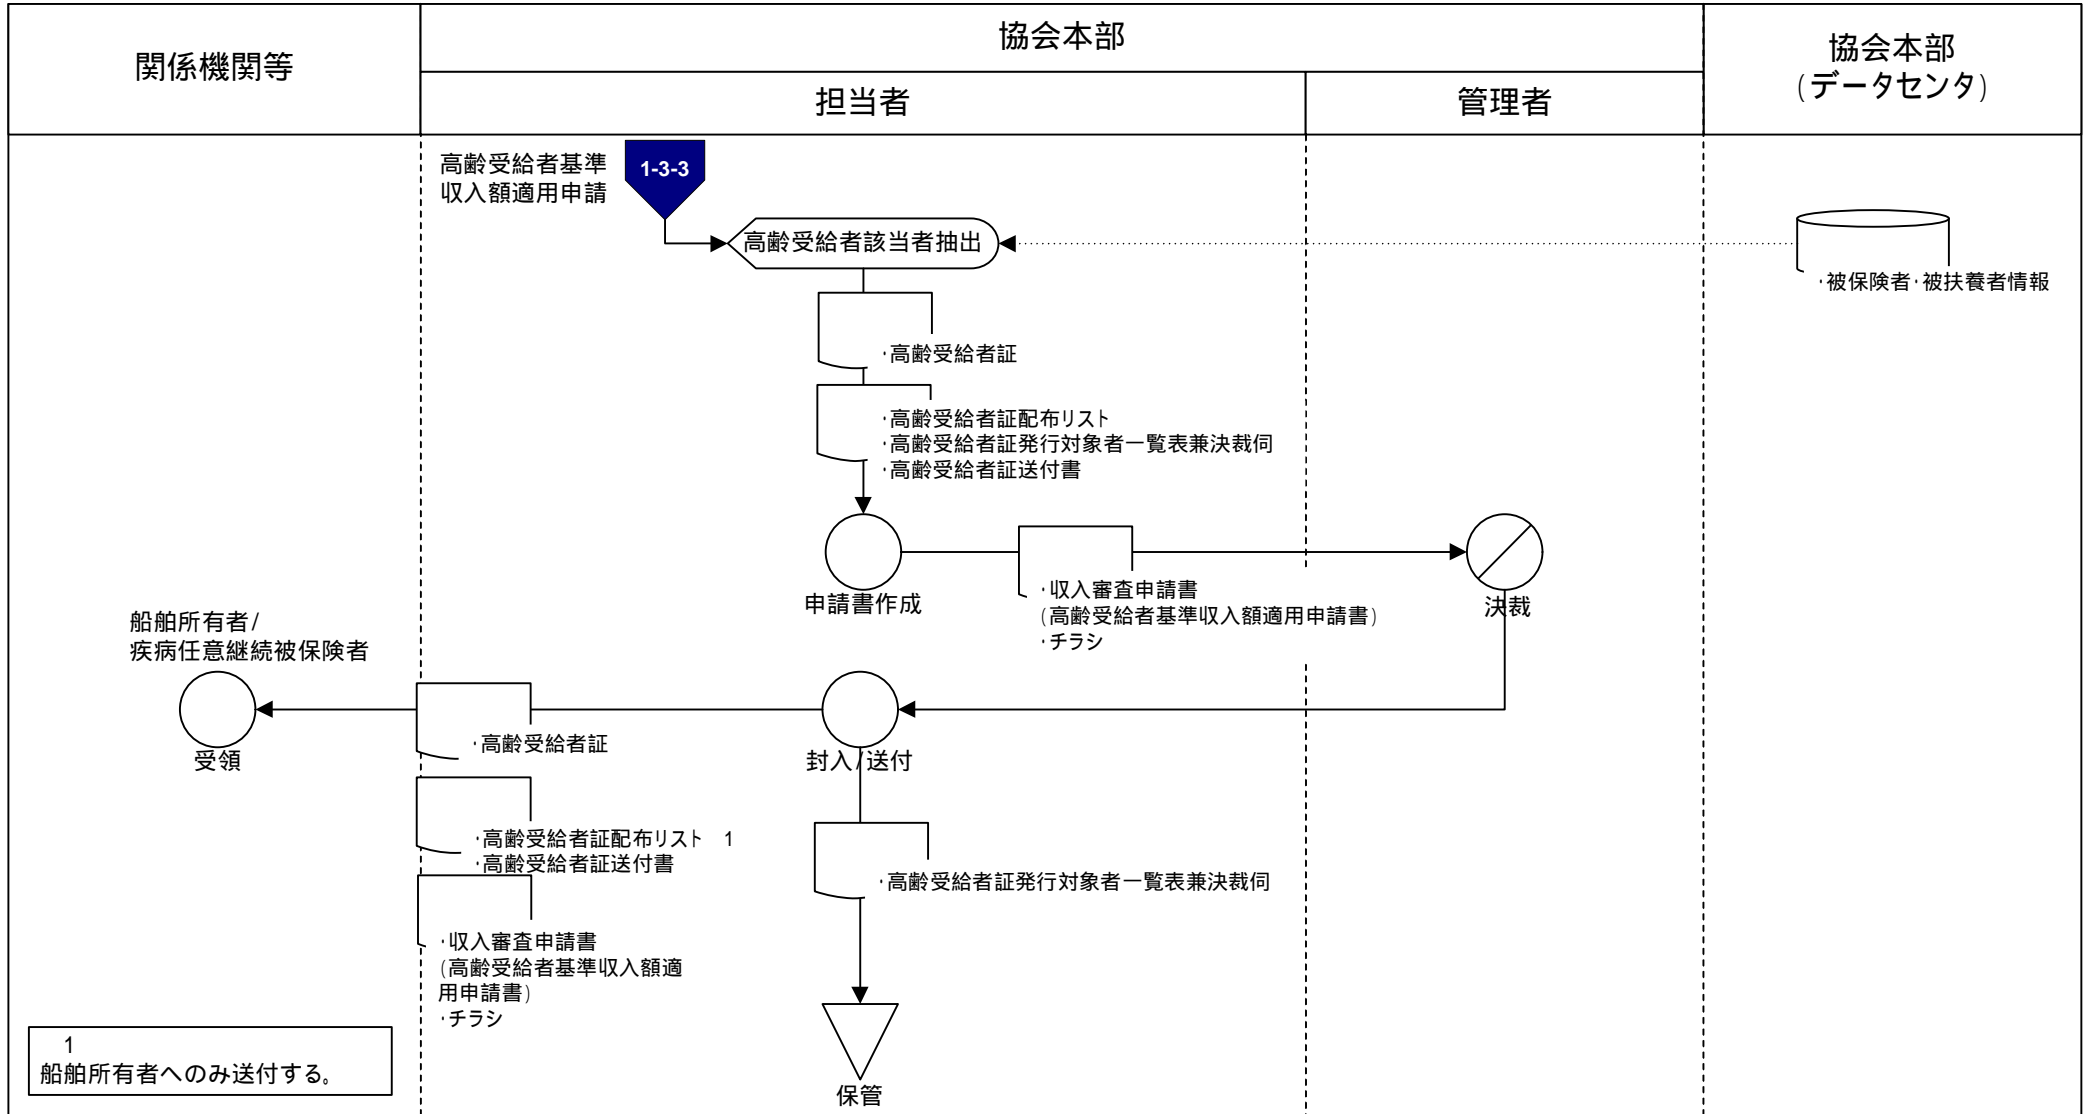 関係機関等
協会本部
担当者
管理者
協会本部
(データセンタ)
高齢受給者基準
収入額適用申請
1-3-3
高齢受給者該当者抽出
・被保険者・被扶養者情報
・高齢受給者証
・高齢受給者証配布リスト
・高齢受給者証発行対象者一覧表兼決裁伺
・高齢受給者証送付書
申請書作成
・収入審査申請書
(高齢受給者基準収入額適用申請書)
・チラシ
決裁
船舶所有者/
疾病任意継続被保険者
受領
・高齢受給者証
封入/送付
・高齢受給者証配布リスト 1
・高齢受給者証送付書
・高齢受給者証発行対象者一覧表兼決裁伺
・収入審査申請書
(高齢受給者基準収入額適
用申請書)
・チラシ
1
船舶所有者へのみ送付する。
保管